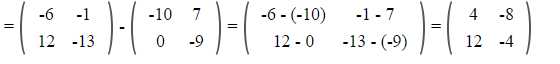 = ( -6 -1 ) - ( -10 7 ) = ( -6 - (-10) -1 - 7 ) = ( 4 -8 )
( 12 -13 ) ( 0 -9 ) ( 12 - 0 -13 - (-9) ) ( 12 -4 )